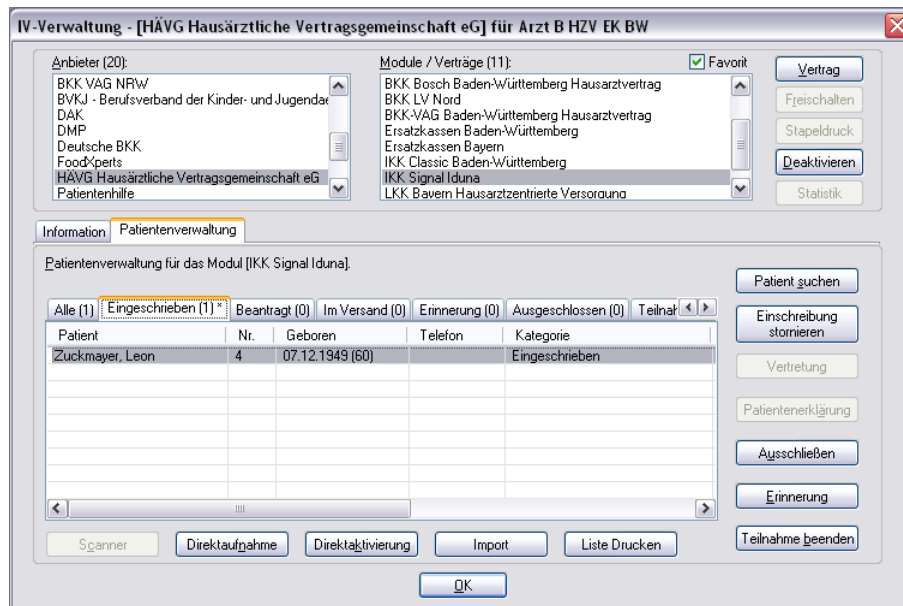 IV-Verwaltung - [HÄVG Hausärztliche Vertragsgemeinschaft eG] für Arzt B HZV EK BW
Anbieter (20):
BKK VAG NRW
BVKJ - Berufsverband der Kinder- und Jugendae
DAK
DMP
Deutsche BKK
FoodXperts
HÄVG Hausärztliche Vertragsgemeinschaft eG
Patientenhilfe
Module / Verträge (11):
Favorit
BKK Bosch Baden-Württemberg Hausarztvertrag
BKK LV Nord
BKK-VAG Baden-Württemberg Hausarztvertrag
Ersatzkassen Baden-Württemberg
Ersatzkassen Bayern
IKK Classic Baden-Württemberg
IKK Signal Iduna
LKK Bayern Hausarztzentrierte Versorgung
Vertrag
Freischalten
Stapeldruck
Deaktivieren
Statistik
Information Patientenverwaltung
Patientenverwaltung für das Modul [IKK Signal Iduna].
Alle (1) Eingeschrieben (1) * Beantragt (0) Im Versand (0) Erinnerung (0) Ausgeschlossen (0) Teilnah
Patient Nr. Geboren Telefon Kategorie
Zuckmayer, Leon 4 07.12.1949 (60) Eingeschrieben
Patient suchen
Einschreibung
stornieren
Vertretung
Patientenerklärung
Ausschließen
Erinnerung
Teilnahme beenden
Scanner Direktaufnahme Direktaktivierung Import Liste Drucken
OK